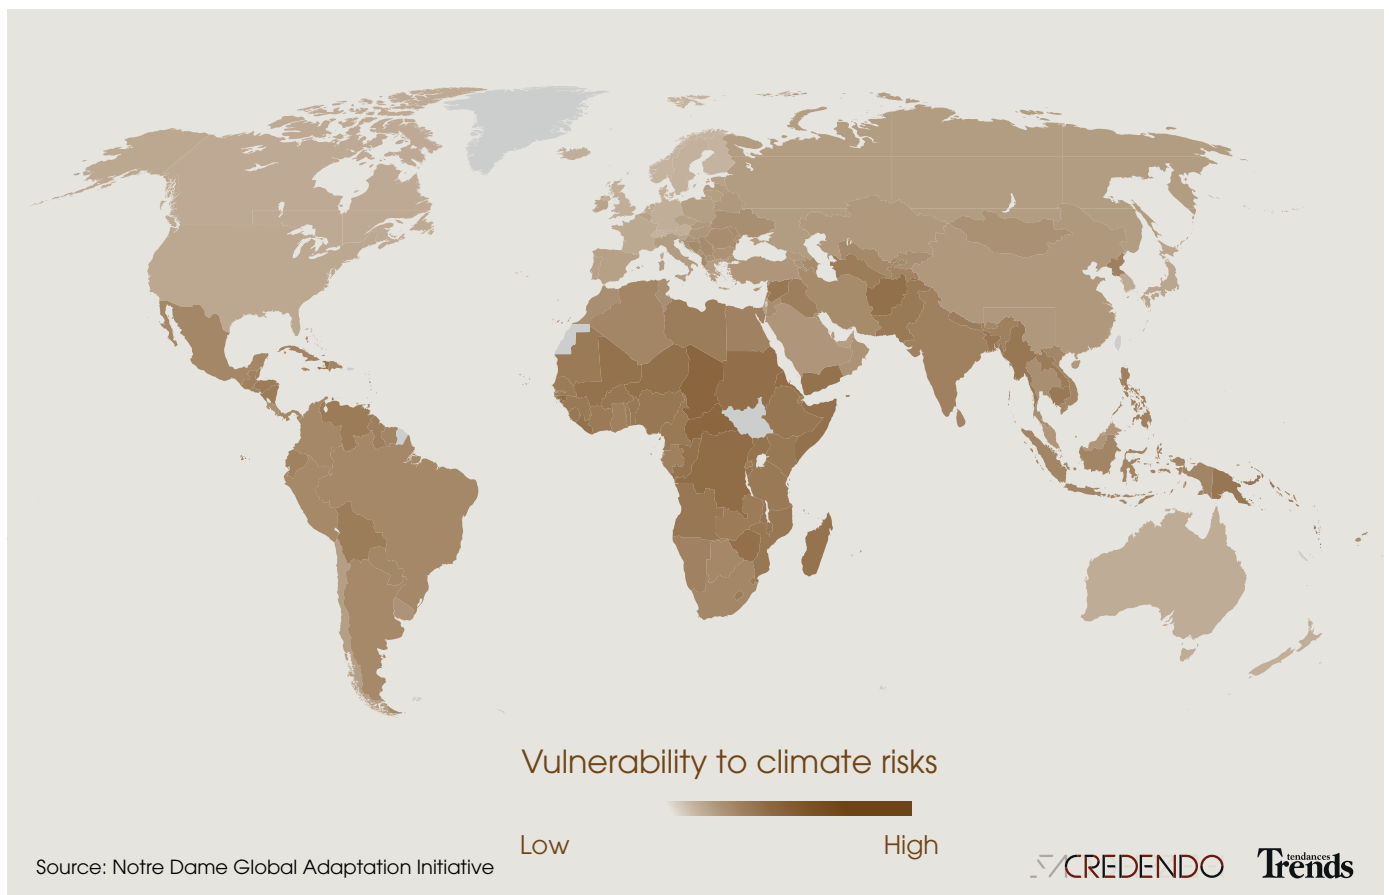 Vulnerability to climate risks
Low
High
Source: Notre Dame Global Adaptation Initiative
CREDENDO
tendances
Trends